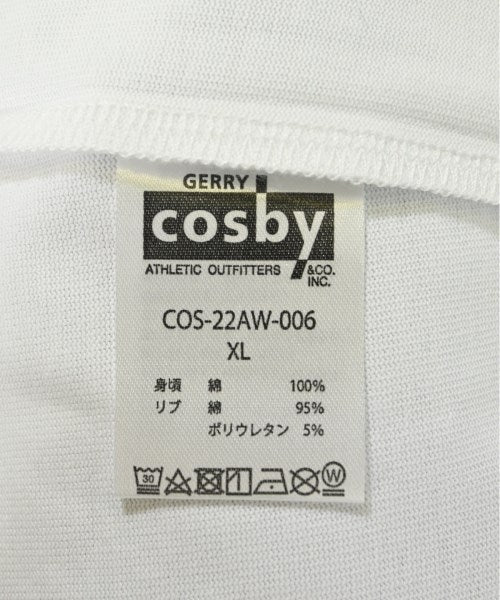 GERRY
cosby
ATHLETIC OUTFITTERS &CO. INC.
COS-22AW-006
XL
身頃 綿 100%
リブ 綿 95%
ポリウレタン 5%
30 W